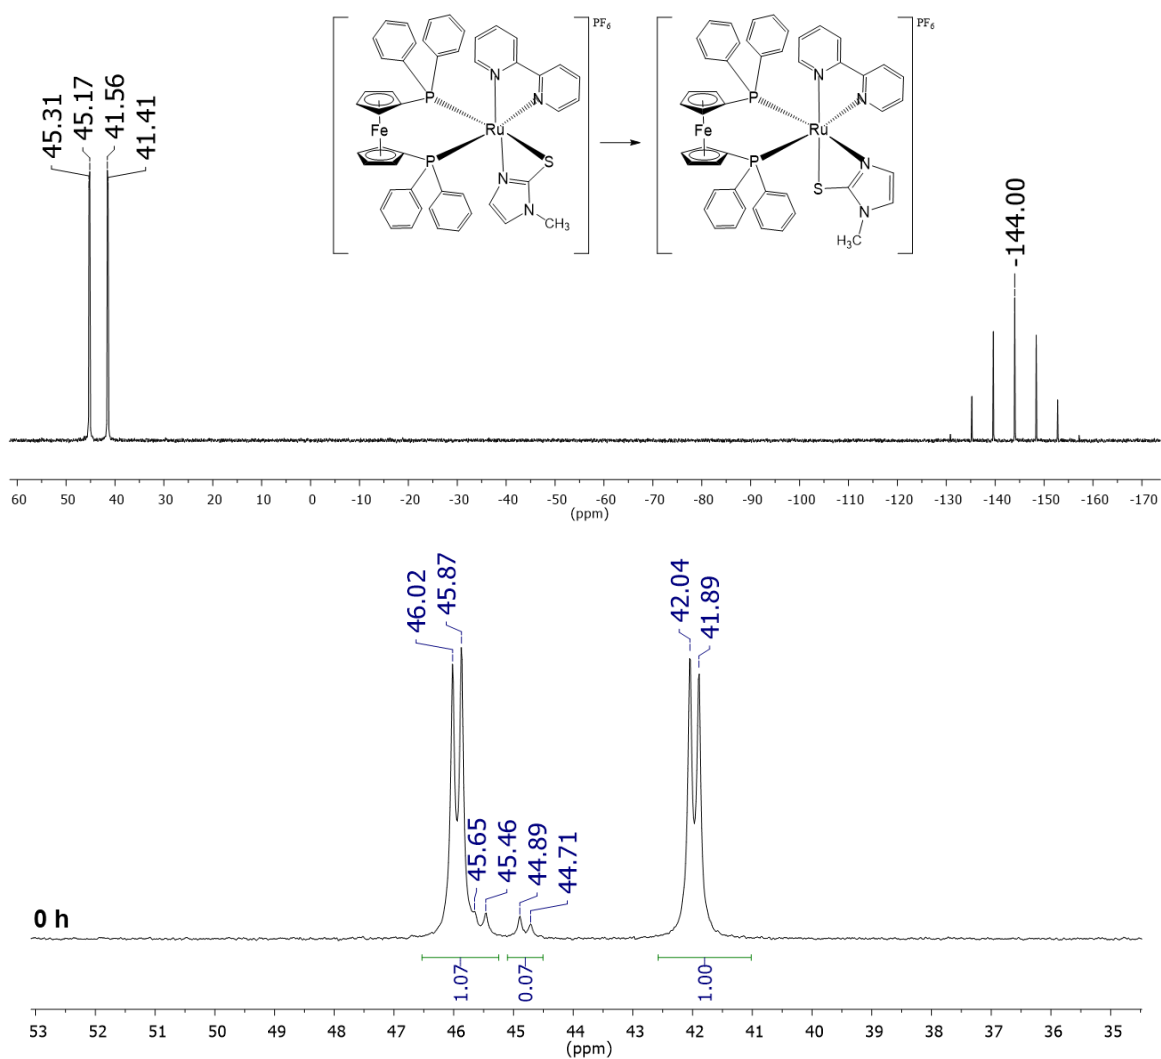 45.31
45.17
41.56
41.41
PF6
P
Fe
P
N
N
Ru
S
N
N
CH3
PF6
P
Fe
P
N
N
Ru
N
S
N
H3C
-144.00
60 50 40 30 20 10 0 -10 -20 -30 -40 -50 -60 -70 -80 -90 -100 -110 -120 -130 -140 -150 -160 -170
(ppm)
46.02
45.87
45.65
45.46
44.89
44.71
42.04
41.89
0 h
1.07
0.07
1.00
53 52 51 50 49 48 47 46 45 44 43 42 41 40 39 38 37 36 35
(ppm)